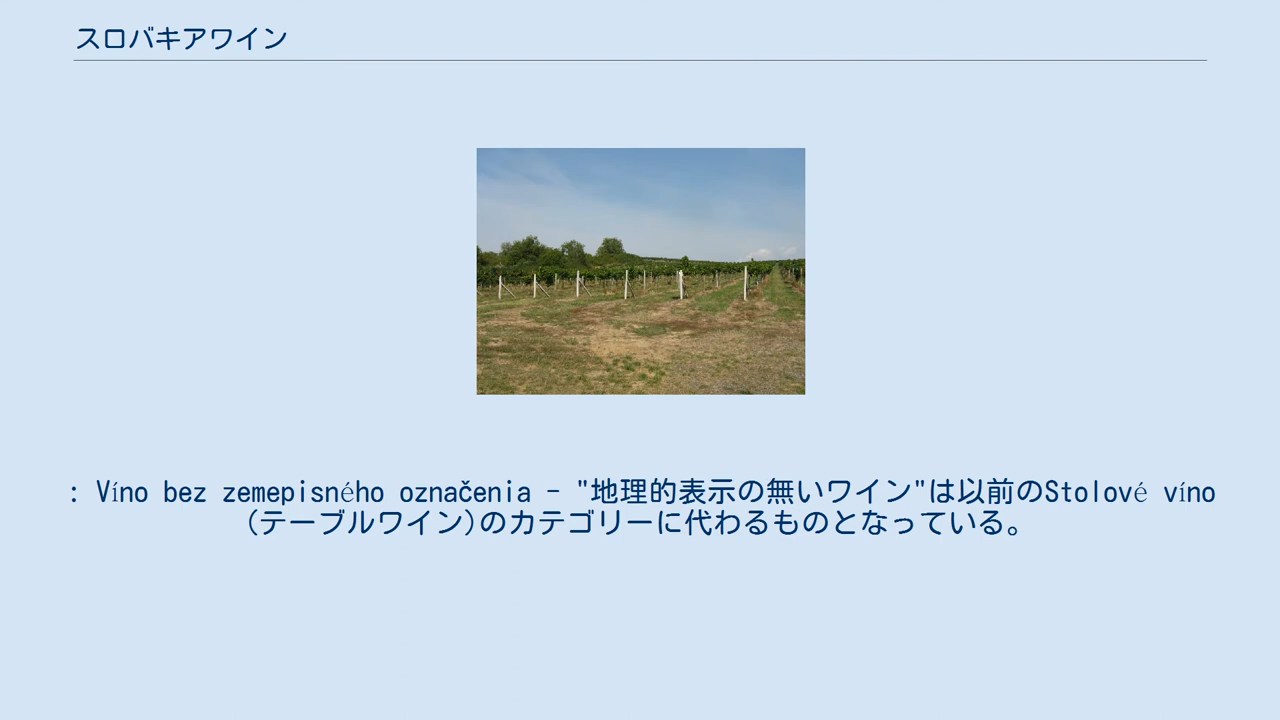 スロバキアワイン
: Víno bez zemepisného označenia – "地理的表示の無いワイン"は以前のStolové víno
(テーブルワイン)のカテゴリーに代わるものとなっている。